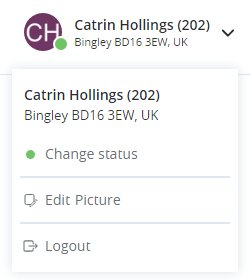 CH
Catrin Hollings (202)
Bingley BD16 3EW, UK
Catrin Hollings (202)
Bingley BD16 3EW, UK
Change status
Edit Picture
Logout